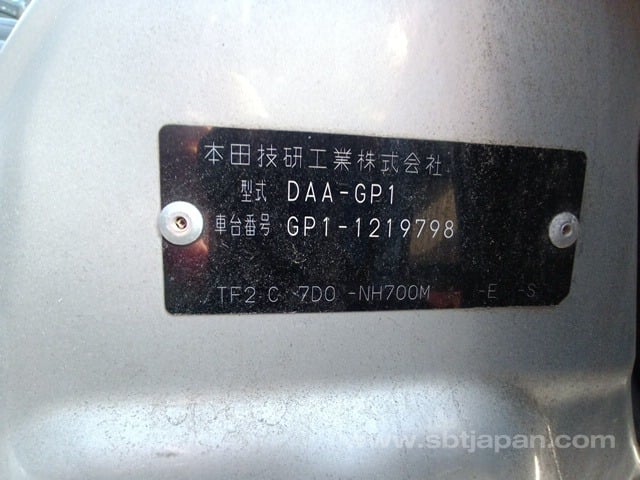 本田技研工業株式会社
型式 DAA-GP1
車台番号 GP1-1219798
TF2 C 7D0 -NH700M - -E -S
www.sbtjapan.com